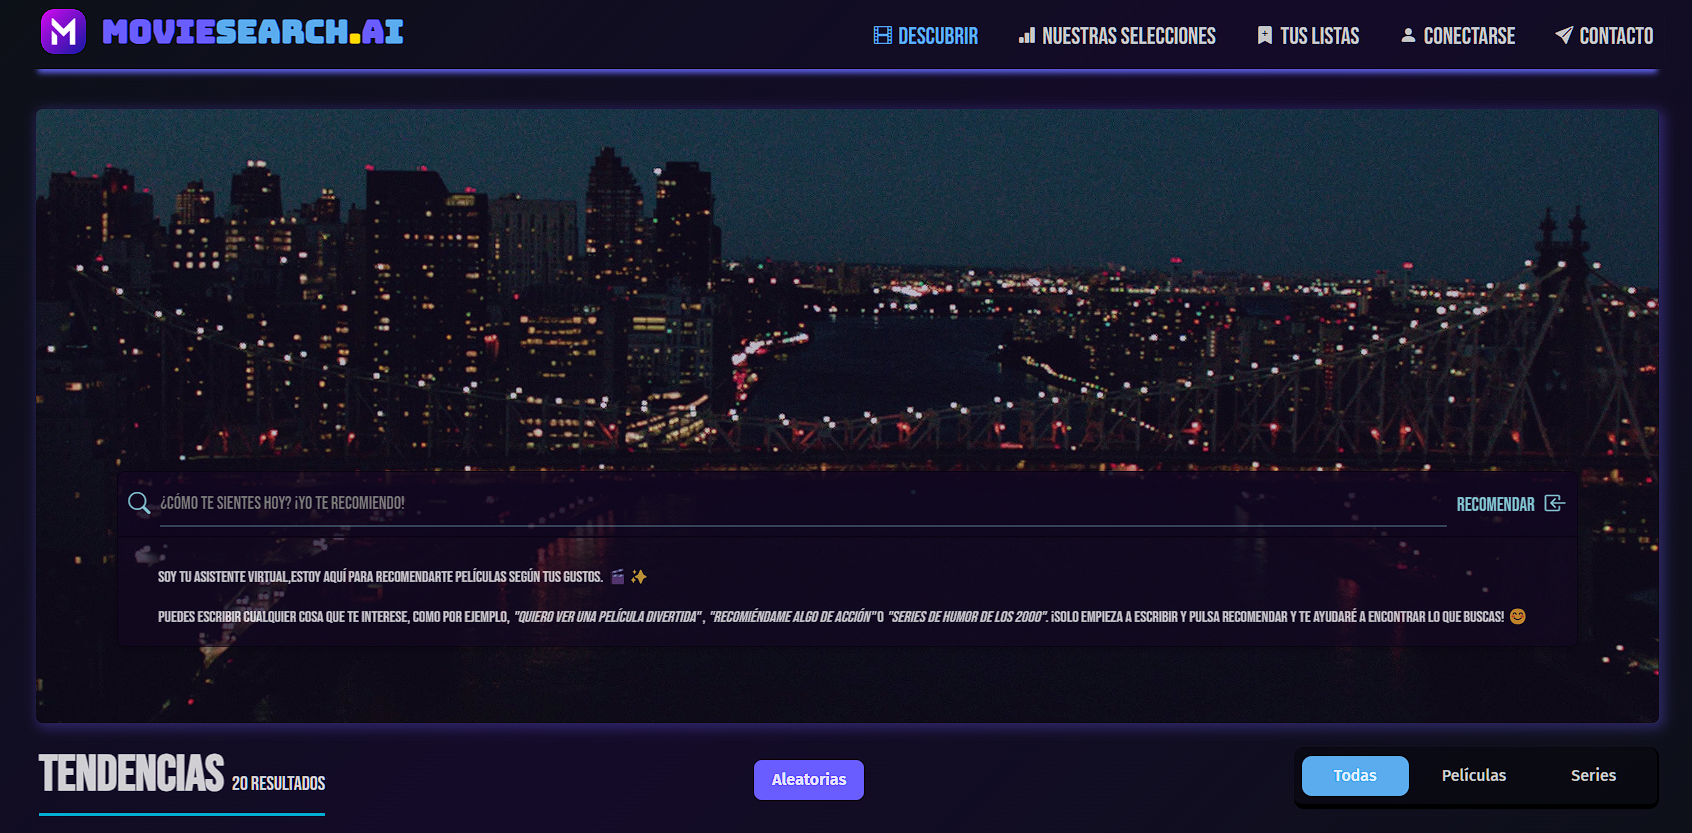 M MOVIESEARCH.AI
DESCUBRIR NUESTRAS SELECCIONES TUS LISTAS CONECTARSE CONTACTO
¿CÓMO TE SIENTES HOY? ¡YO TE RECOMIENDO! RECOMENDAR
SOY TU ASISTENTE VIRTUAL,ESTOY AQUÍ PARA RECOMENDARTE PELÍCULAS SEGÚN TUS GUSTOS. 🎬 ✨
PUEDES ESCRIBIR CUALQUIER COSA QUE TE INTERESE, COMO POR EJEMPLO, "QUIERO VER UNA PELÍCULA DIVERTIDA", "RECOMIÉNDAME ALGO DE ACCIÓN" O "SERIES DE HUMOR DE LOS 2000". ¡SOLO EMPIEZA A ESCRIBIR Y PULSA RECOMENDAR Y TE AYUDARÉ A ENCONTRAR LO QUE BUSCAS! 😊
TENDENCIAS 20 RESULTADOS
Aleatorias
Todas Películas Series